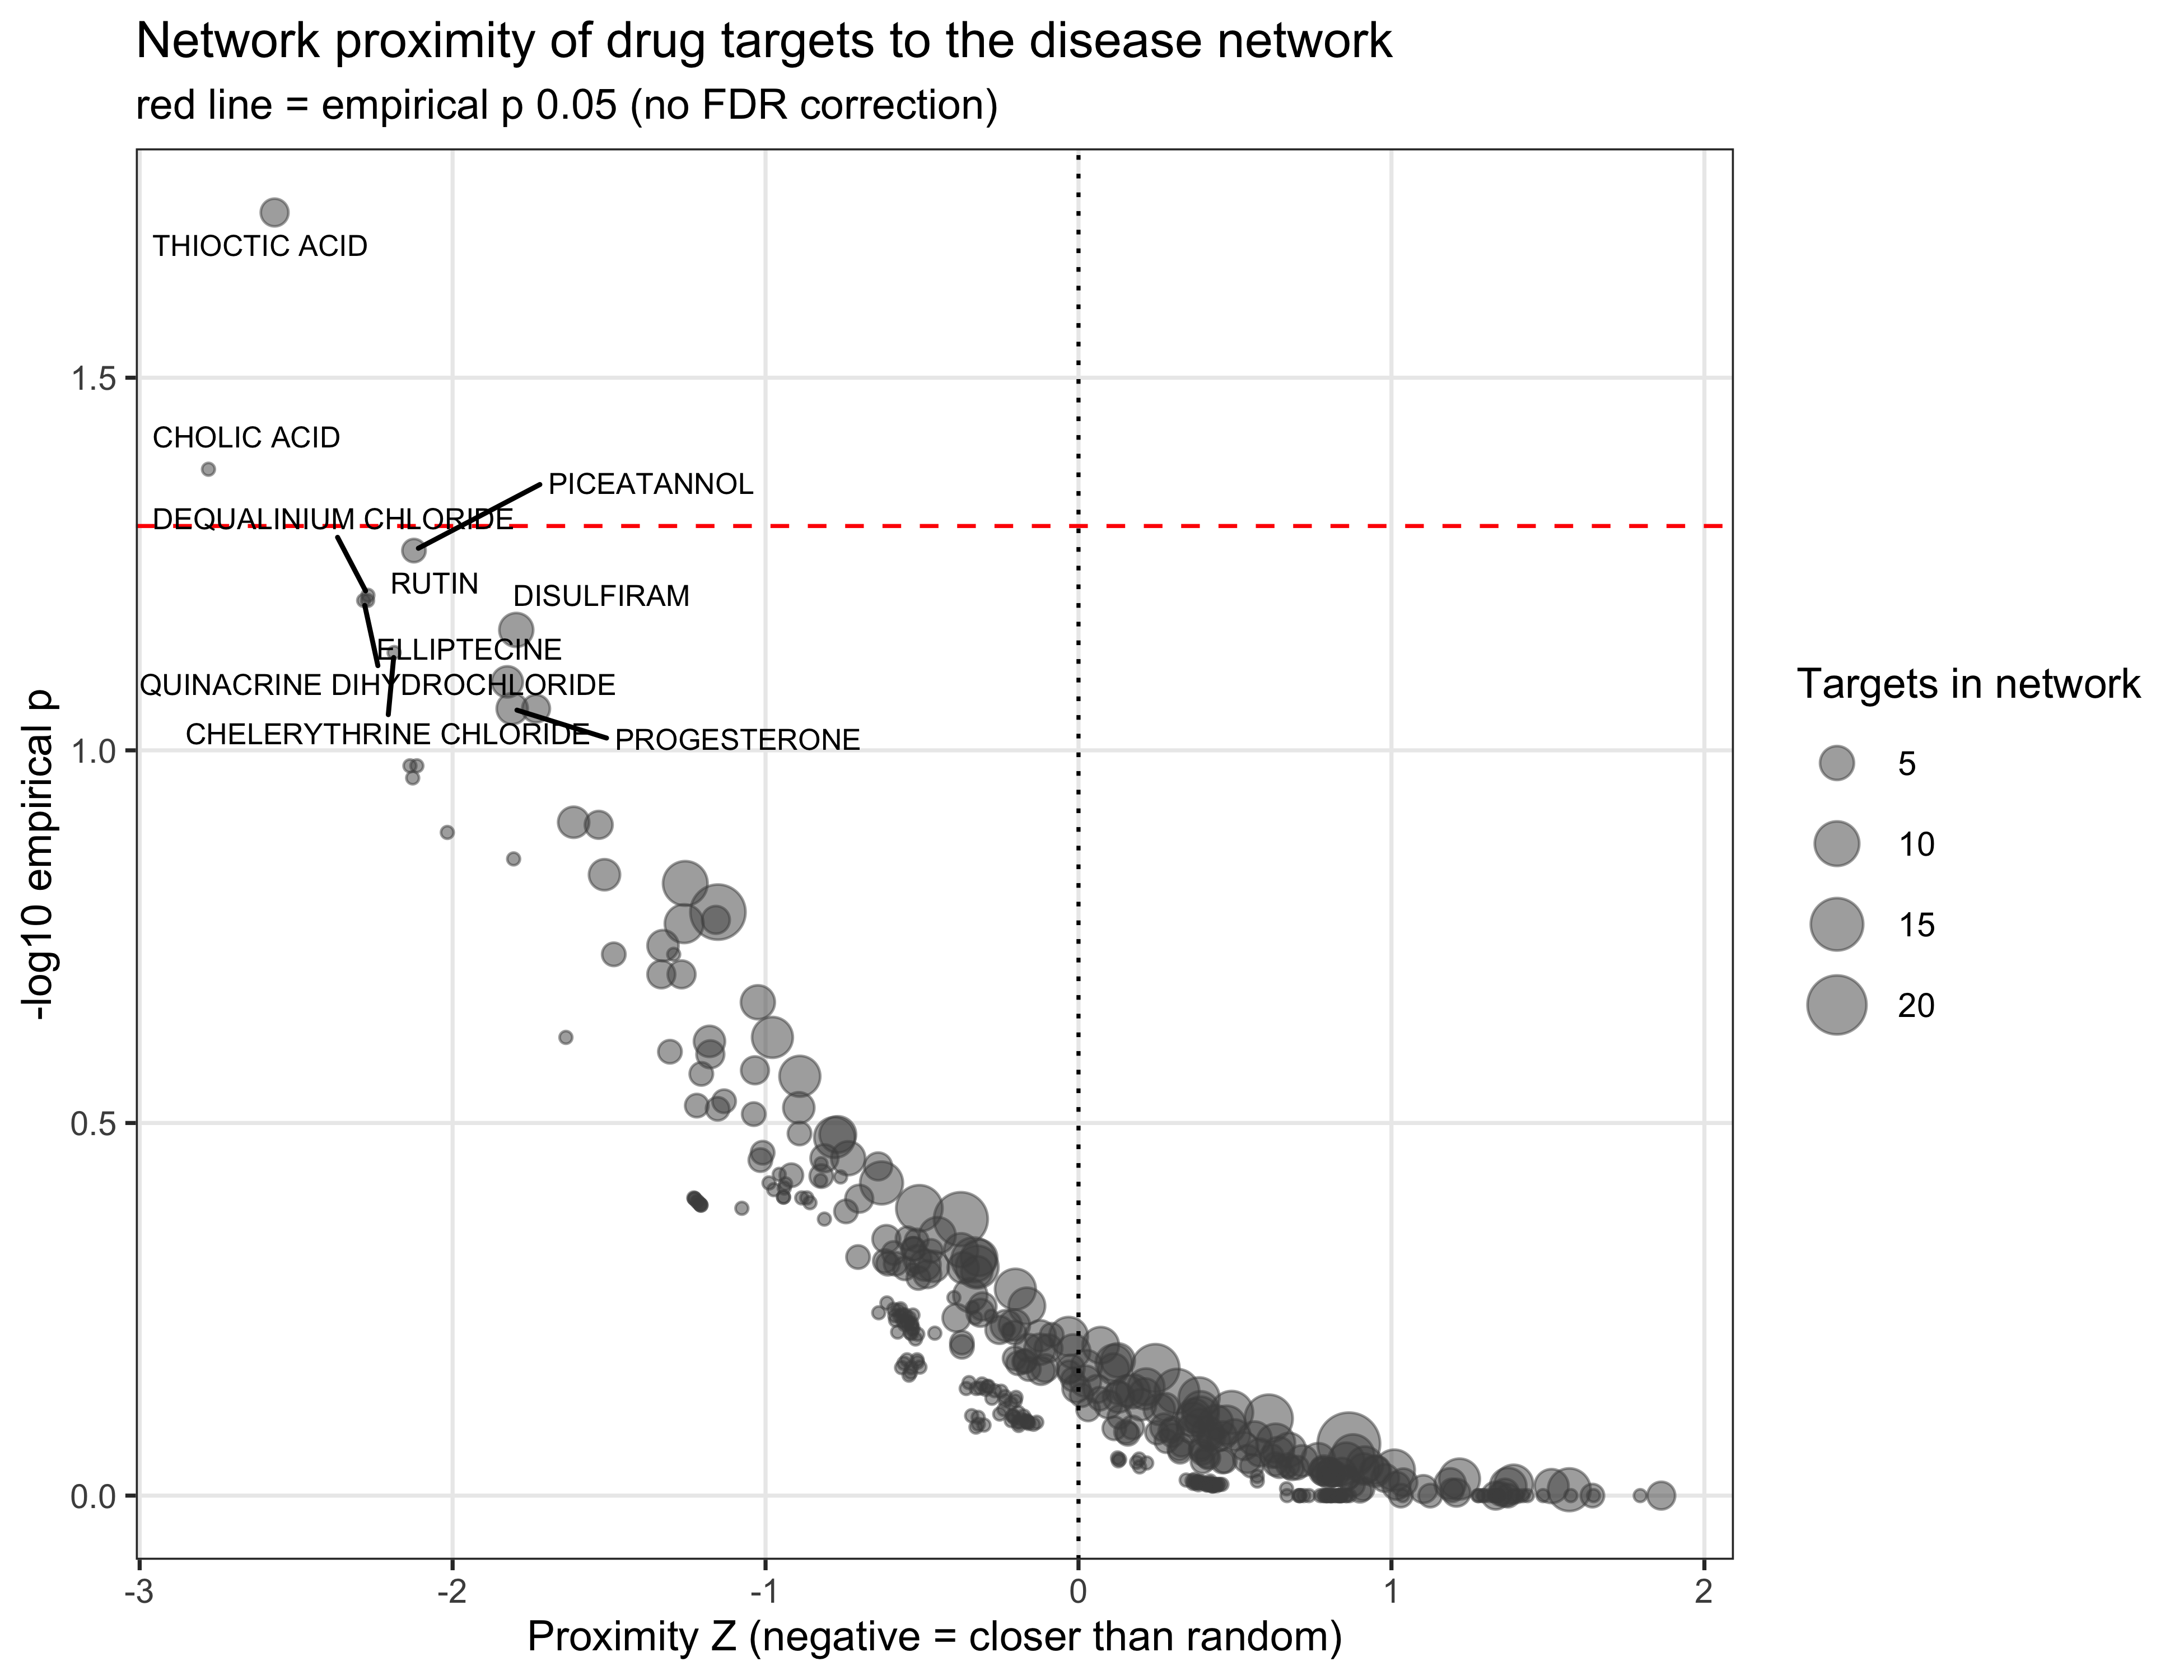 Network proximity of drug targets to the disease network
red line = empirical p 0.05 (no FDR correction)
THIOCTIC ACID
1.5
CHOLIC ACID
PICEATANNOL
DEQUALINIUM CHLORIDE
RUTIN
DISULFIRAM
ELLIPTECINE
QUINACRINE DIHYDROCHLORIDE
CHELERYTHRINE CHLORIDE
PROGESTERONE
1.0
0.5
0.0
-log10 empirical p
-3 -2 -1 0 1 2
Proximity Z (negative = closer than random)
Targets in network
5
10
15
20